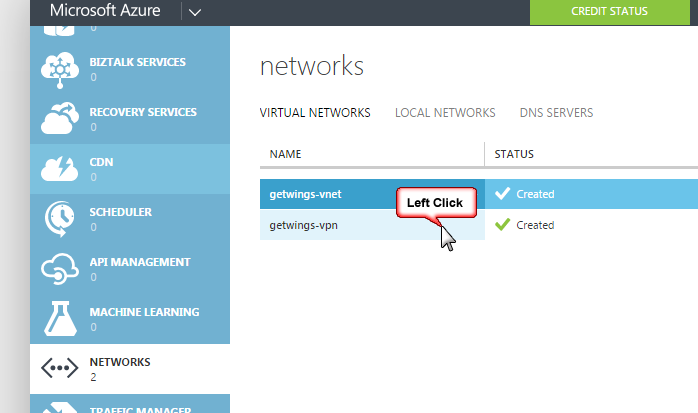 Microsoft Azure
CREDIT STATUS
0
BIZTALK SERVICES
0
RECOVERY SERVICES
0
CDN
0
SCHEDULER
0
API MANAGEMENT
0
MACHINE LEARNING
0
NETWORKS
2
TRAFFIC MANAGER
networks
VIRTUAL NETWORKS LOCAL NETWORKS DNS SERVERS
NAME STATUS
getwings-vnet Created
Left Click
getwings-vpn Created